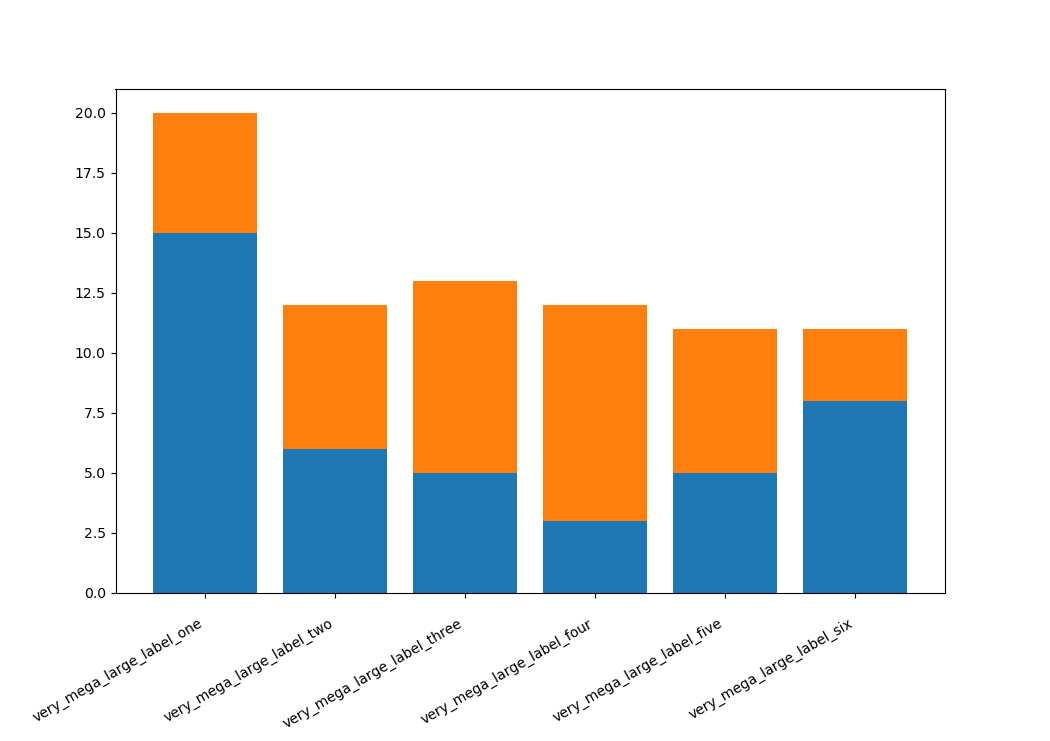 20.0
17.5
15.0
12.5
10.0
7.5
5.0
2.5
0.0
very_mega_large_label_one
very_mega_large_label_two
very_mega_large_label_three
very_mega_large_label_four
very_mega_large_label_five
very_mega_large_label_six